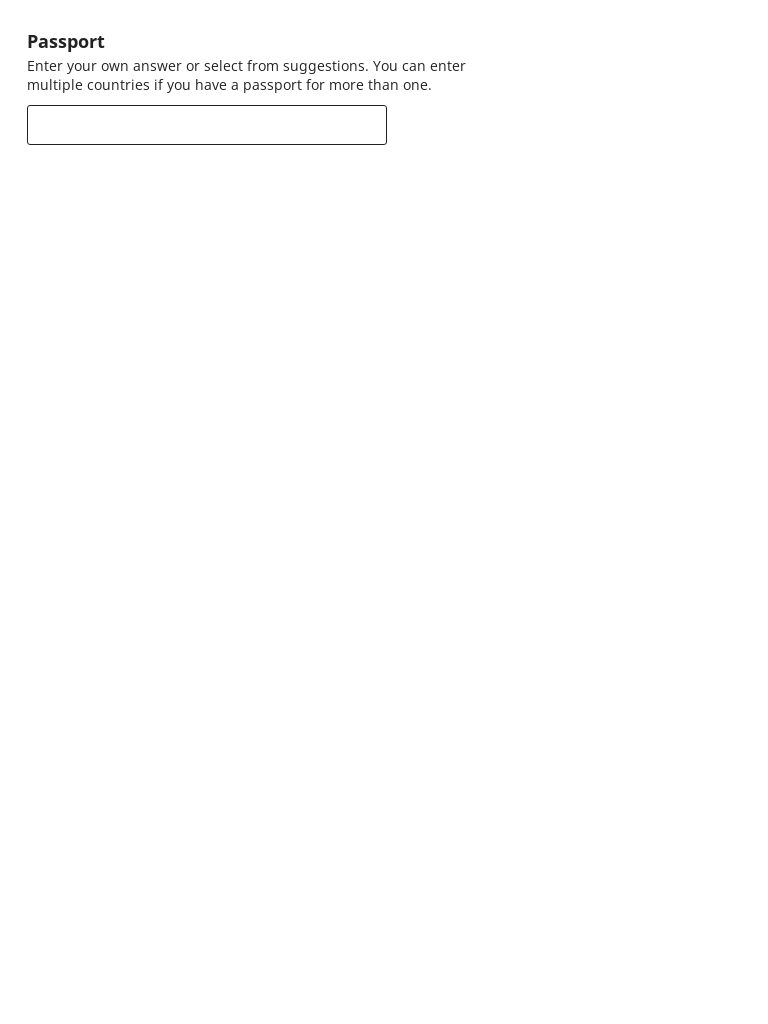 Passport
Enter your own answer or select from suggestions. You can enter
multiple countries if you have a passport for more than one.